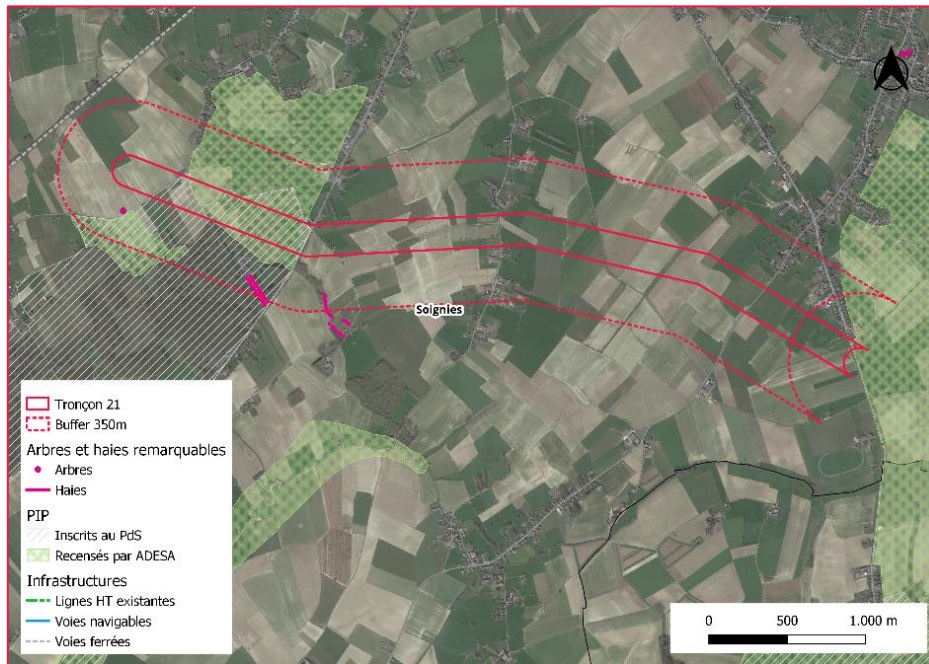 Soignies
Tronçon 21
Buffer 350m
Arbres et haies remarquables
Arbres
Haies
PIP
Inscrits au PdS
Recensés par ADESA
Infrastructures
Lignes HT existantes
Voies navigables
Voies ferrées
0 500 1.000 m